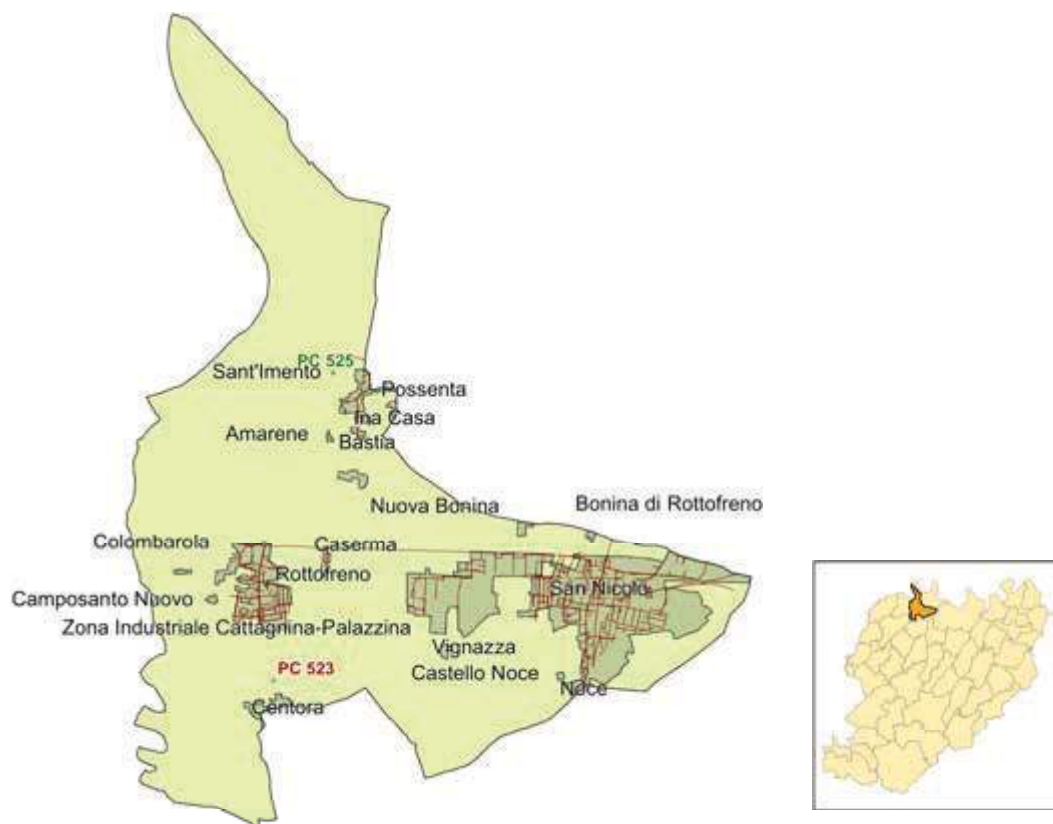 PC 525
Sant'Imento
Possenta
Ina Casa
Amarene
Bastia
Nuova Bonina
Bonina di Rottofreno
Colombarola
Caserma
Rottofreno
San Nicolo
Camposanto Nuovo
Zona Industriale Cattagnina-Palazzina
Vignazza
PC 523
Castello Noce
Noce
Centora